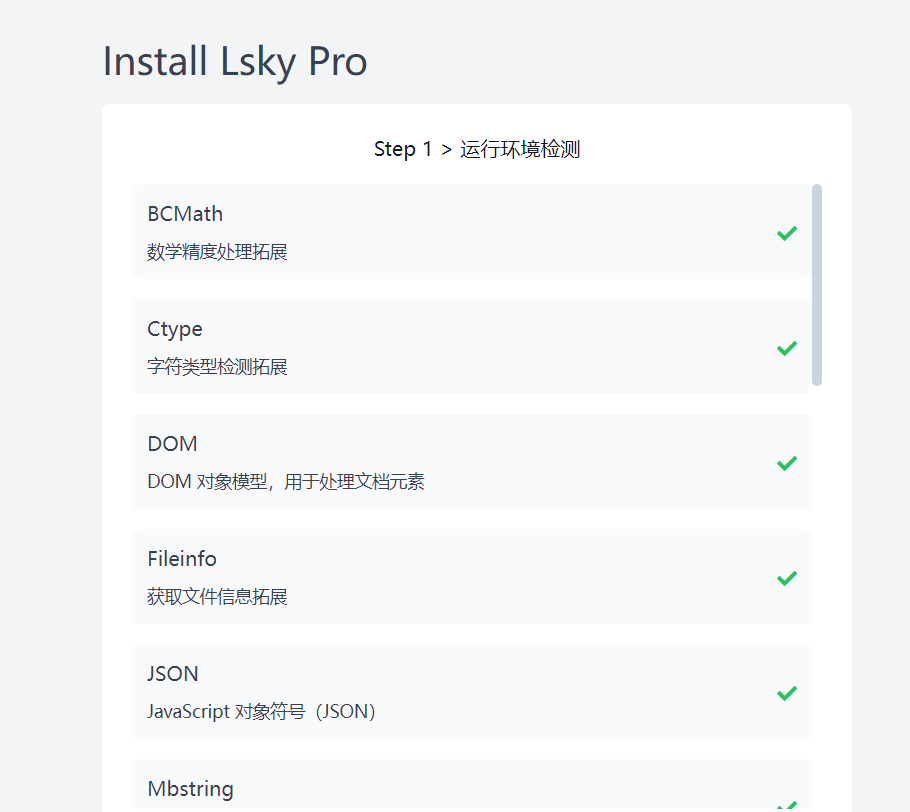 Install Lsky Pro
Step 1 > 运行环境检测
BCMath
数学精度处理拓展
Ctype
字符类型检测拓展
DOM
DOM 对象模型，用于处理文档元素
Fileinfo
获取文件信息拓展
JSON
JavaScript 对象符号（JSON）
Mbstring